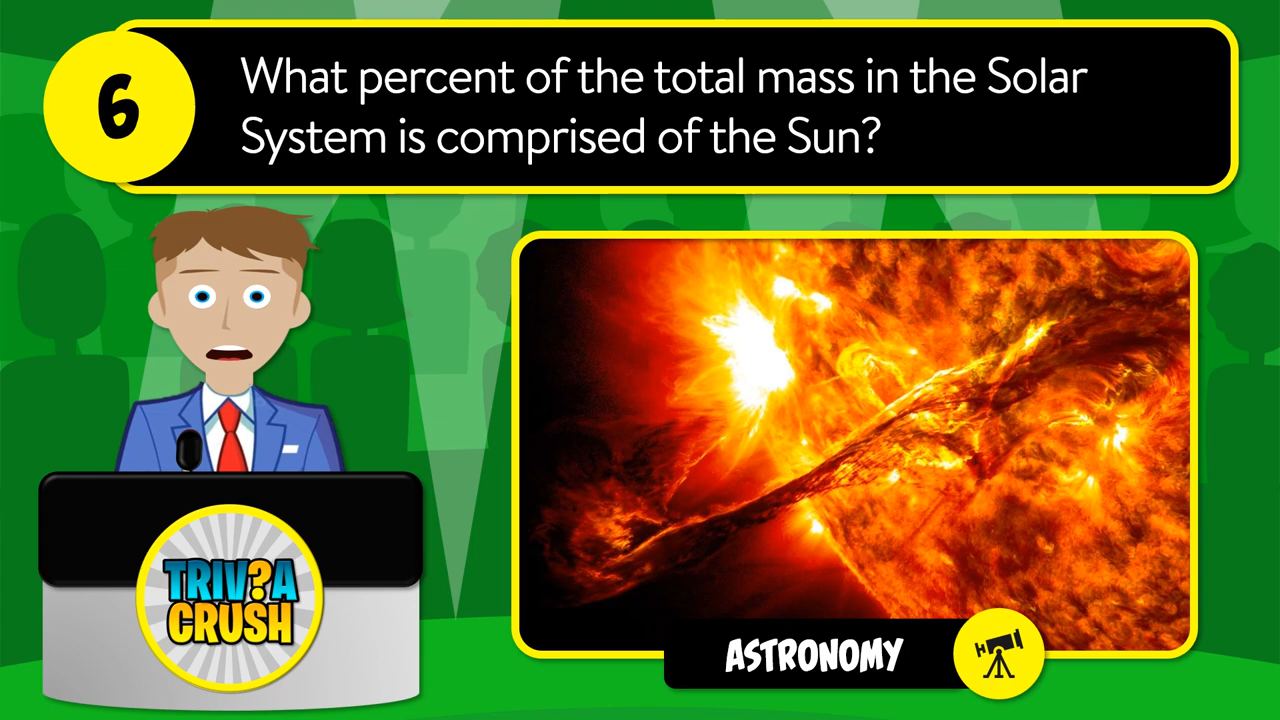 6
What percent of the total mass in the Solar
System is comprised of the Sun?
TRIV?A
CRUSH
ASTRONOMY